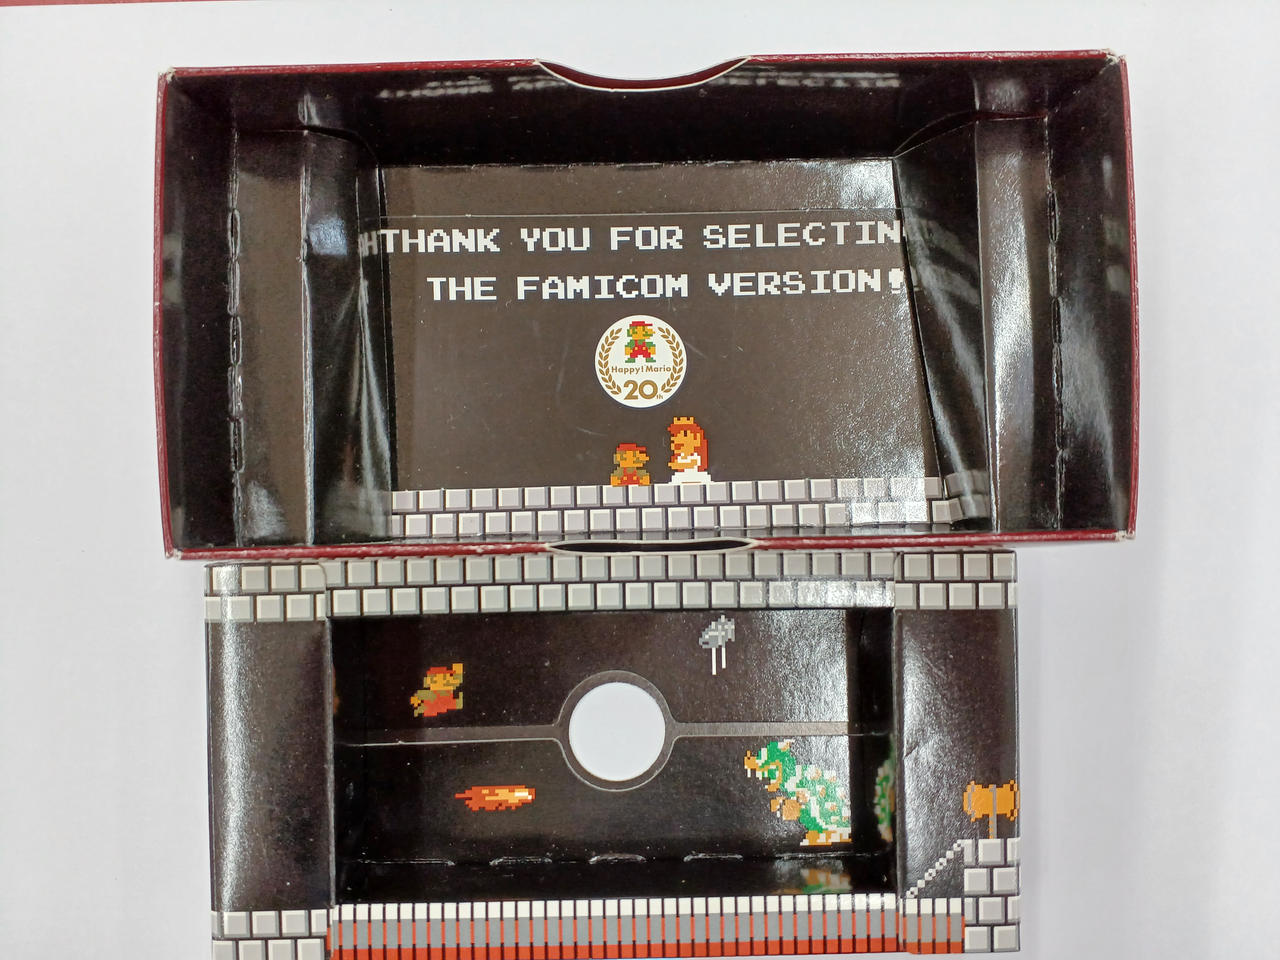 THANK YOU FOR SELECTIN
THE FAMICOM VERSION!
Happy! Mario
20th